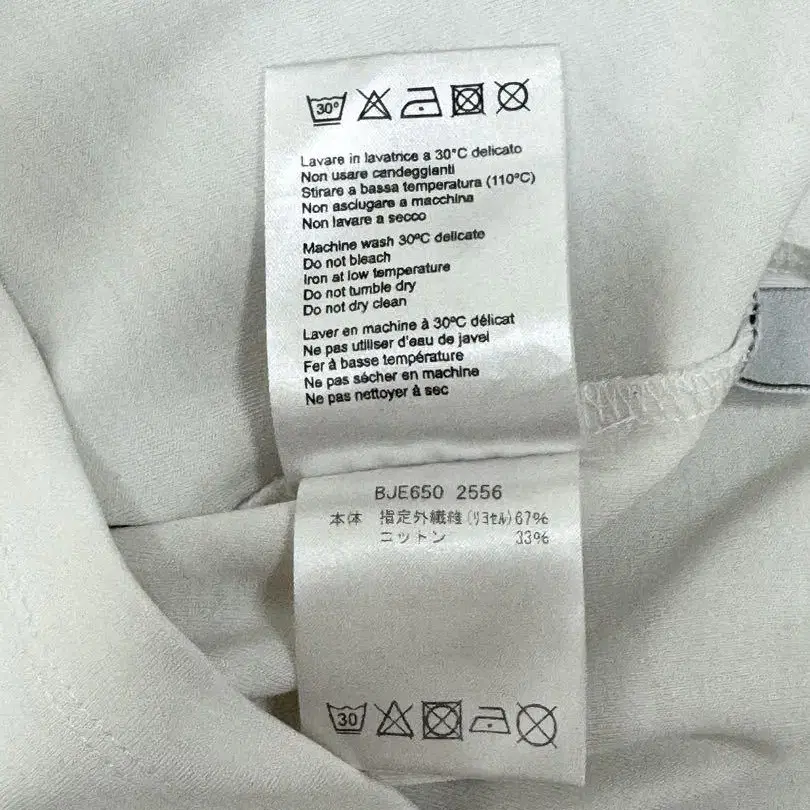 30°
Lavare in lavatrice a 30°C delicato
Non usare candeggianti
Stirare a bassa temperatura (110ºC)
Non asciugare a macchina
Non lavare a secco
Machine wash 30ºC delicate
Do not bleach
Iron at low temperature
Do not tumble dry
Do not dry clean
Laver en machine à 30ºC délicat
Ne pas utiliser d'eau de javel
Fer à basse température
Ne pas sécher en machine
Ne pas nettoyer à sec
BJE650 2556
本体 指定外繊維(リヨセル)67%
コットン 33%
30